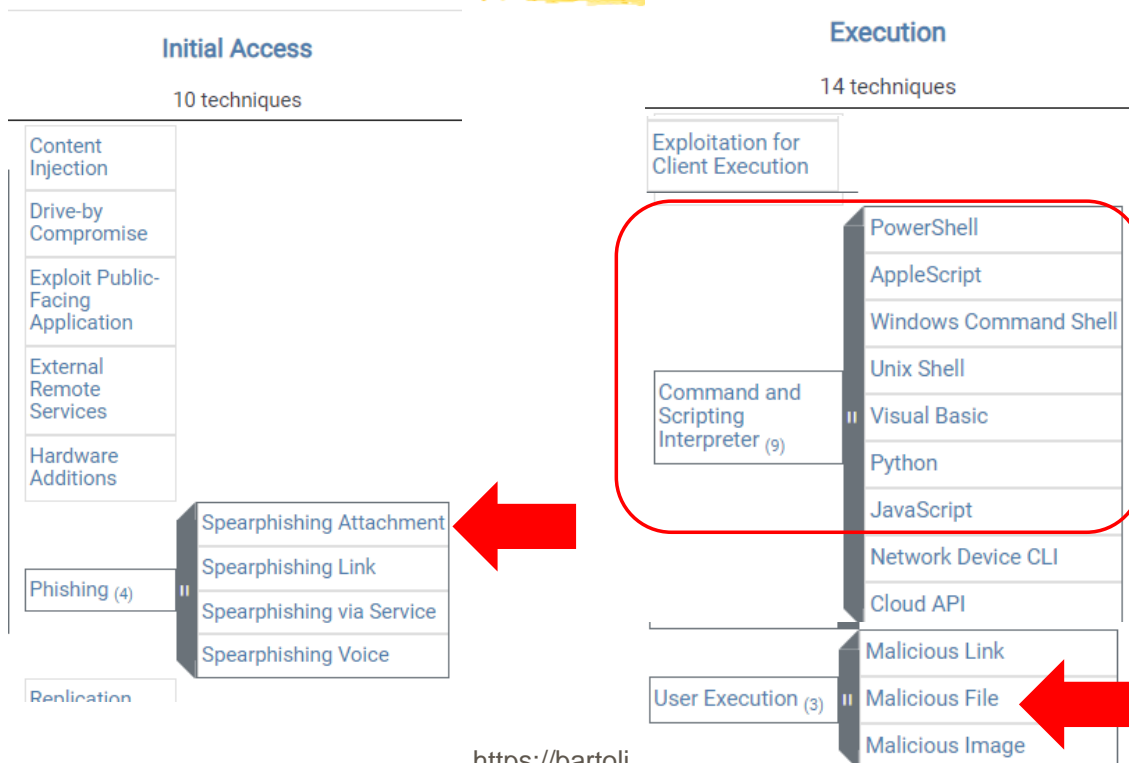 Initial Access
10 techniques
Content
Injection
Drive-by
Compromise
Exploit Public-
Facing
Application
External
Remote
Services
Hardware
Additions
Phishing (4)
Spearphishing Attachment
Spearphishing Link
Spearphishing via Service
Spearphishing Voice
Replication
Execution
14 techniques
Exploitation for
Client Execution
Command and
Scripting
Interpreter (9)
PowerShell
AppleScript
Windows Command Shell
Unix Shell
Visual Basic
Python
JavaScript
Network Device CLI
Cloud API
User Execution (3)
Malicious Link
Malicious File
Malicious Image
https://bartoli